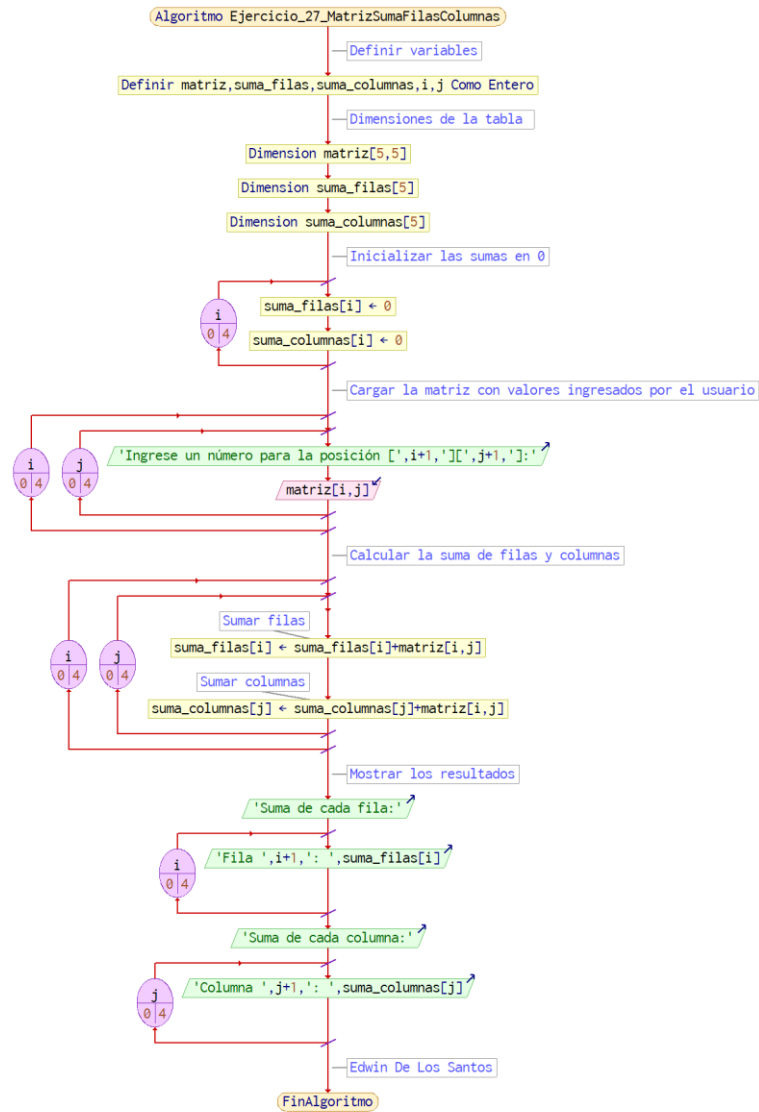 Algoritmo Ejercicio_27_MatrizSumaFilasColumnas
Definir variables
Definir matriz,suma_filas,suma_columnas,i,j Como Entero
Dimensiones de la tabla
Dimension matriz[5,5]
Dimension suma_filas[5]
Dimension suma_columnas[5]
Inicializar las sumas en 0
i
0 4
suma_filas[i] ← 0
suma_columnas[i] ← 0
Cargar la matriz con valores ingresados por el usuario
i
0 4
j
0 4
'Ingrese un número para la posición [',i+1,'][',j+1,']:'
matriz[i,j]
Calcular la suma de filas y columnas
i
0 4
j
0 4
Sumar filas
suma_filas[i] ← suma_filas[i]+matriz[i,j]
Sumar columnas
suma_columnas[j] ← suma_columnas[j]+matriz[i,j]
Mostrar los resultados
'Suma de cada fila:'
i
0 4
'Fila ',i+1,': ',suma_filas[i]
'Suma de cada columna:'
j
0 4
'Columna ',j+1,': ',suma_columnas[j]
Edwin De Los Santos
FinAlgoritmo